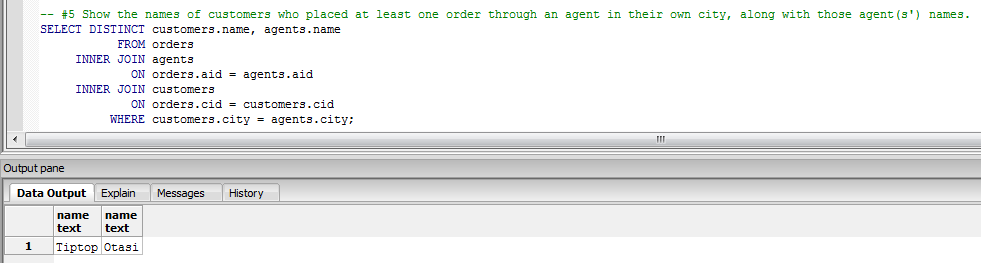 -- #5 Show the names of customers who placed at least one order through an agent in their own city, along with those agent(s') names.
SELECT DISTINCT customers.name, agents.name
FROM orders
INNER JOIN agents
ON orders.aid = agents.aid
INNER JOIN customers
ON orders.cid = customers.cid
WHERE customers.city = agents.city;
Output pane
Data Output Explain Messages History
name name
text text
1 Tiptop Otasi